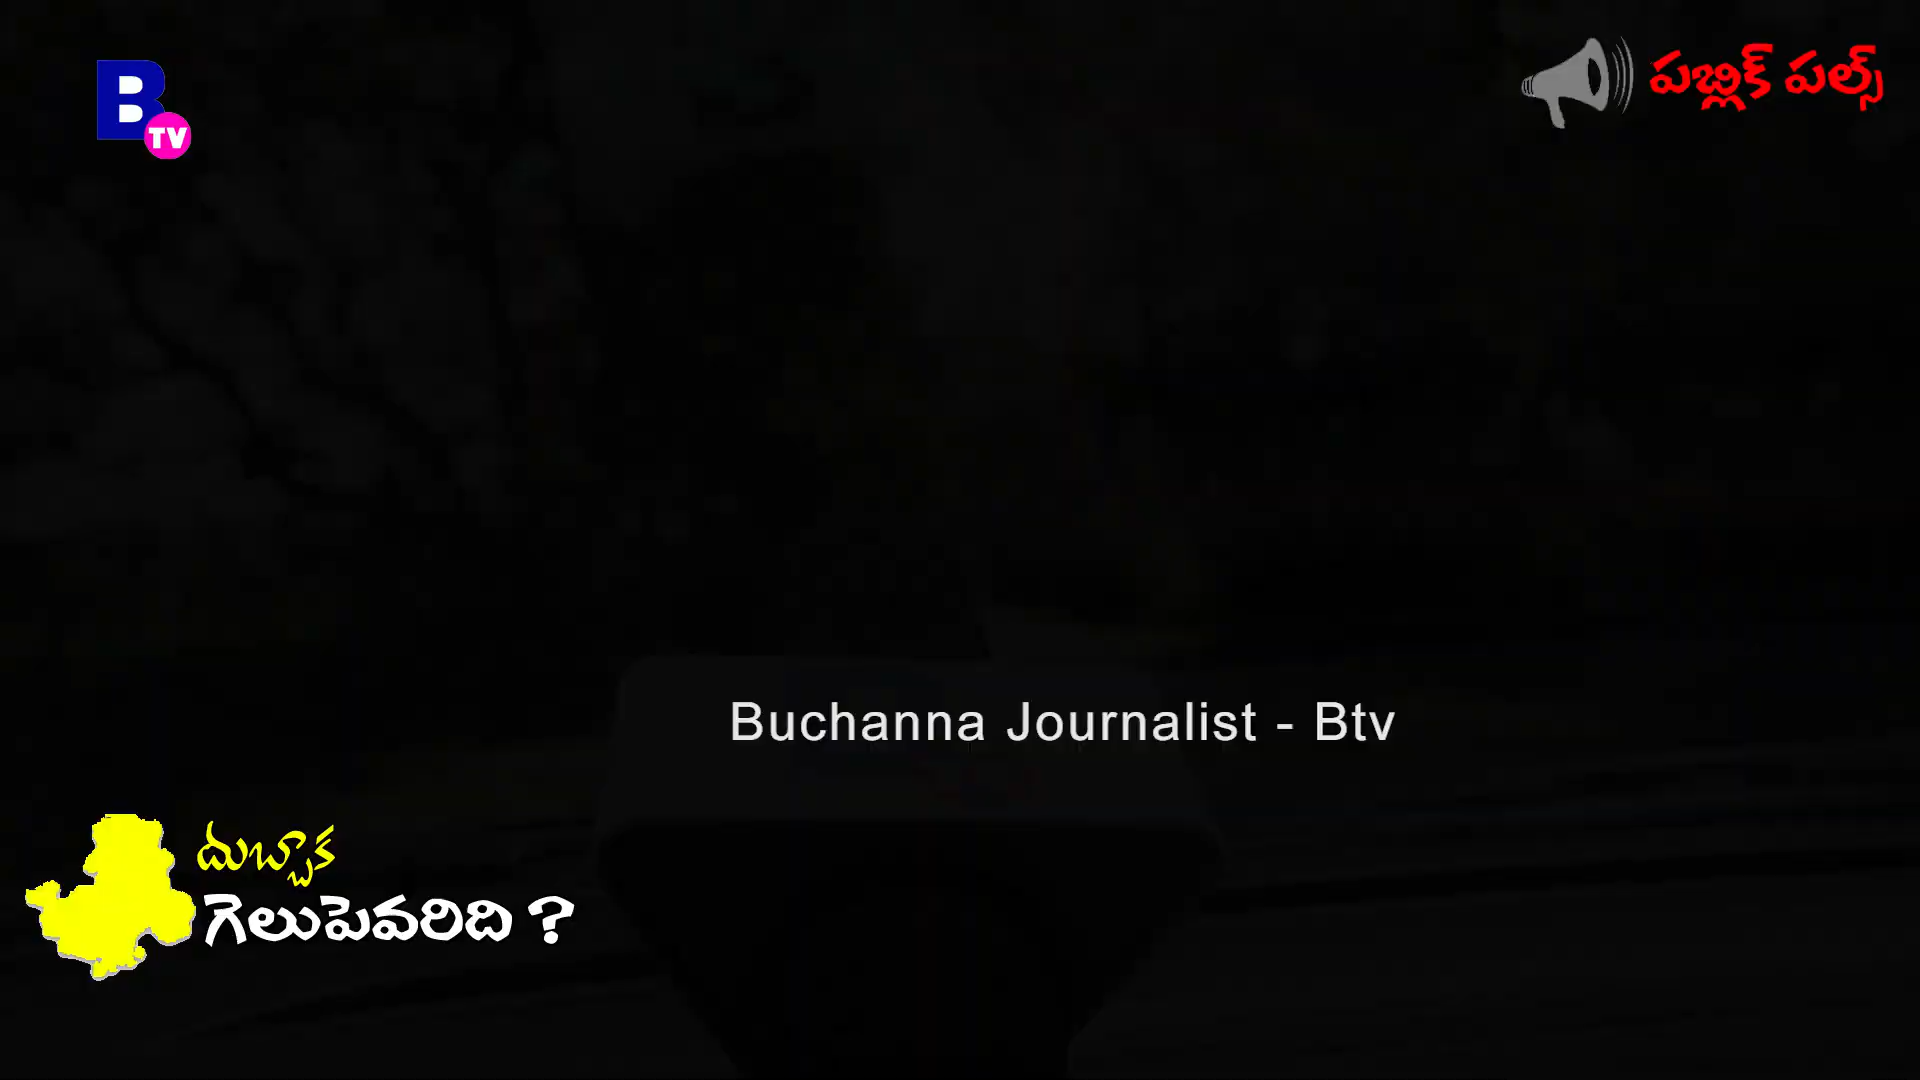 B
TV
పబ్లిక్ పల్స్
Buchanna Journalist - Btv
దుబ్బాక
గెలుపెవరిది ?